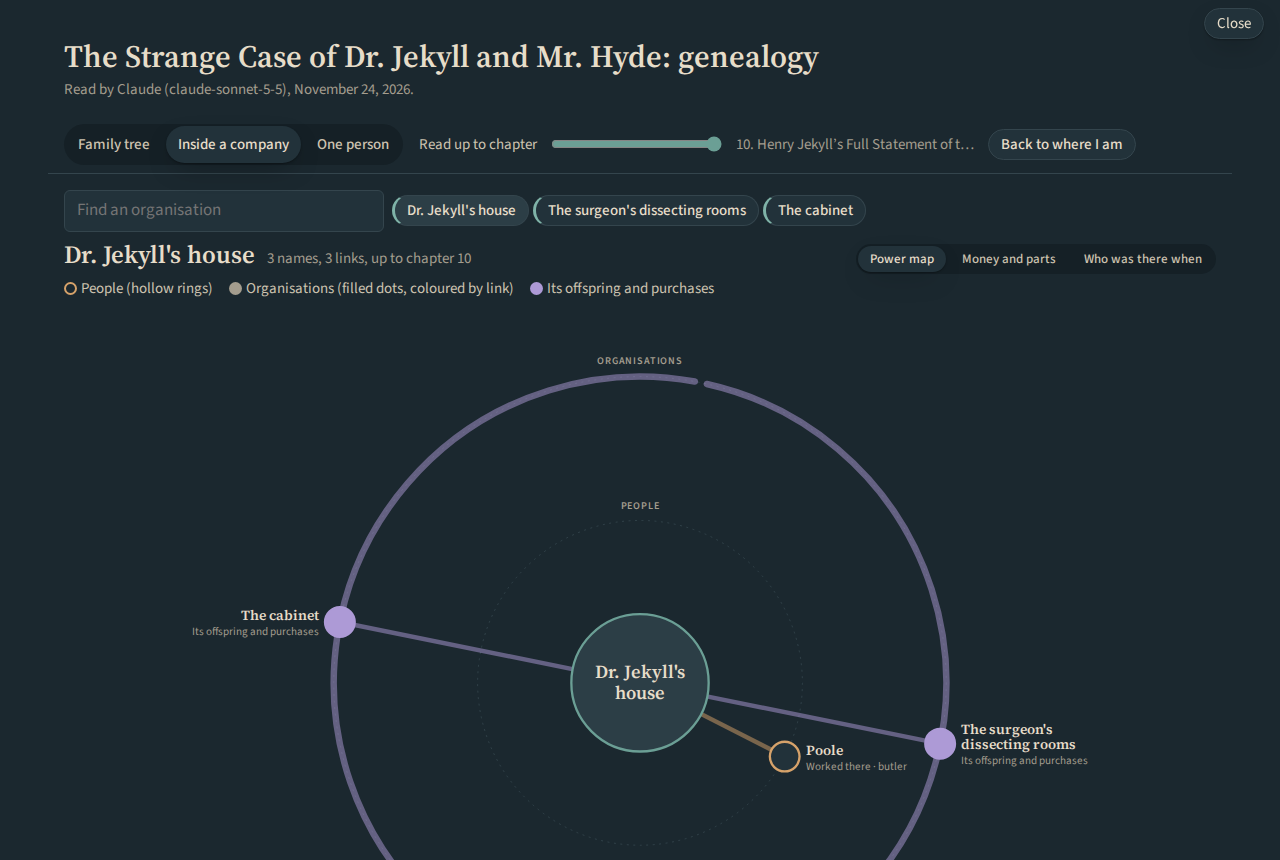 Close
The Strange Case of Dr. Jekyll and Mr. Hyde: genealogy
Read by Claude (claude-sonnet-5-5), November 24, 2026.
Family tree
Inside a company
One person
Read up to chapter
10. Henry Jekyll's Full Statement of t…
Back to where I am
Find an organisation
Dr. Jekyll's house
The surgeon's dissecting rooms
The cabinet
Dr. Jekyll's house
3 names, 3 links, up to chapter 10
Power map
Money and parts
Who was there when
People (hollow rings)
Organisations (filled dots, coloured by link)
Its offspring and purchases
ORGANISATIONS
PEOPLE
The cabinet
Its offspring and purchases
Dr. Jekyll's
house
The surgeon's
dissecting rooms
Its offspring and purchases
Poole
Worked there · butler